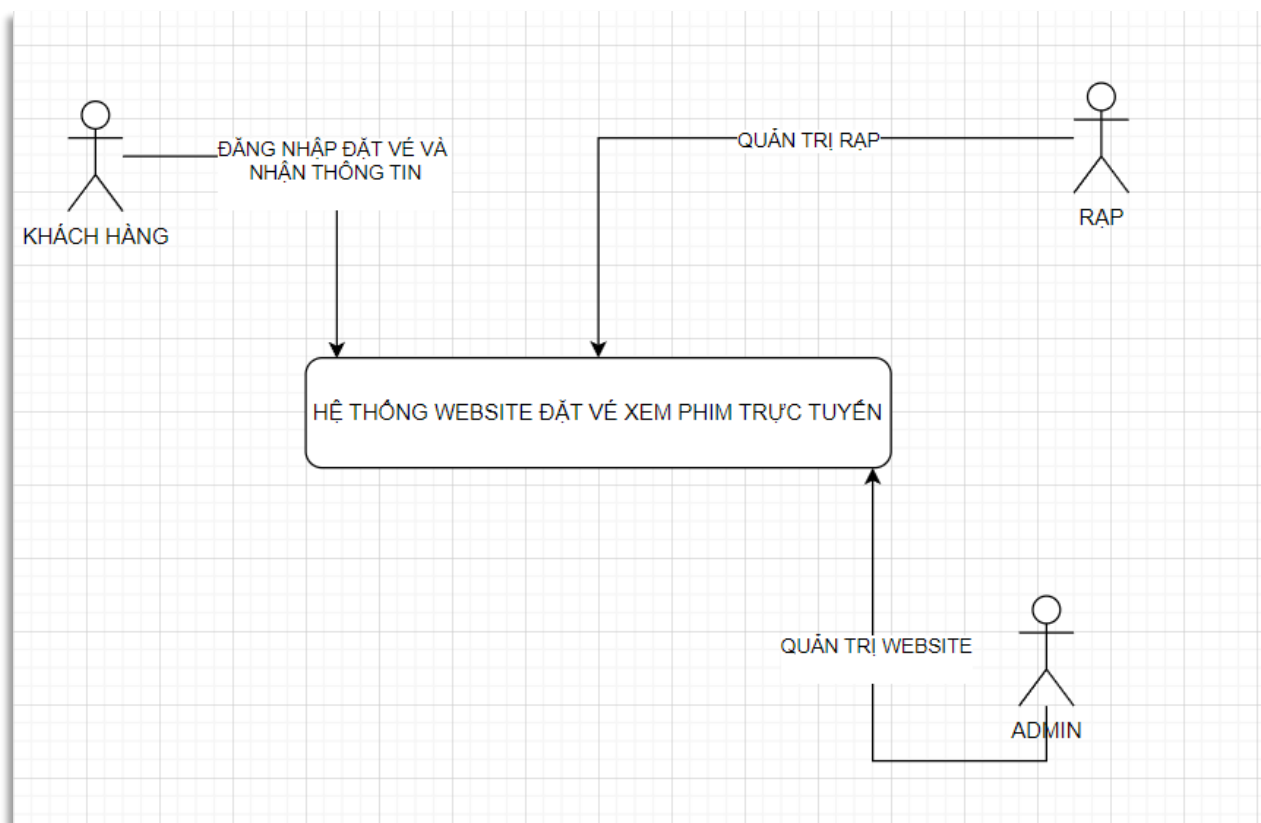 ĐĂNG NHẬP ĐẶT VÉ VÀ
NHẬN THÔNG TIN
KHÁCH HÀNG
QUẢN TRỊ RẠP
RẠP
HỆ THỐNG WEBSITE ĐẶT VÉ XEM PHIM TRỰC TUYẾN
QUẢN TRỊ WEBSITE
ADMIN